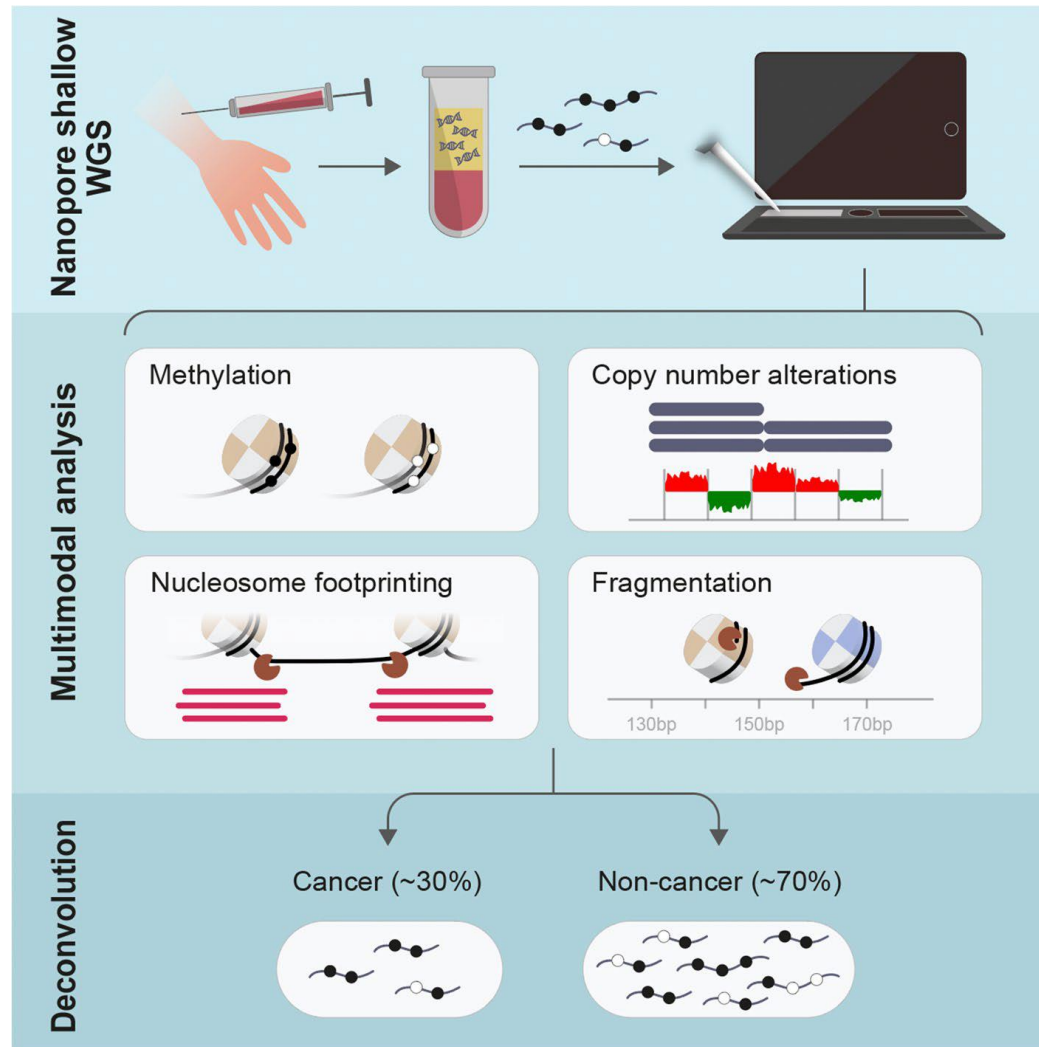 Nanopore shallow
WGS
Multimodal analysis
Methylation
Copy number alterations
Nucleosome footprinting
Fragmentation
130bp 150bp 170bp
Deconvolution
Cancer (~30%)
Non-cancer (~70%)